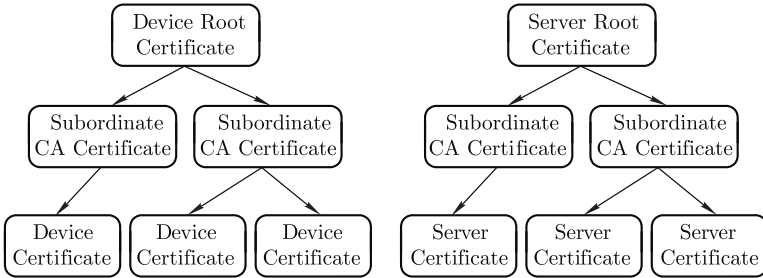 Device Root
Certificate
Server Root
Certificate
Subordinate
CA Certificate
Subordinate
CA Certificate
Subordinate
CA Certificate
Subordinate
CA Certificate
Device
Certificate
Device
Certificate
Device
Certificate
Server
Certificate
Server
Certificate
Server
Certificate